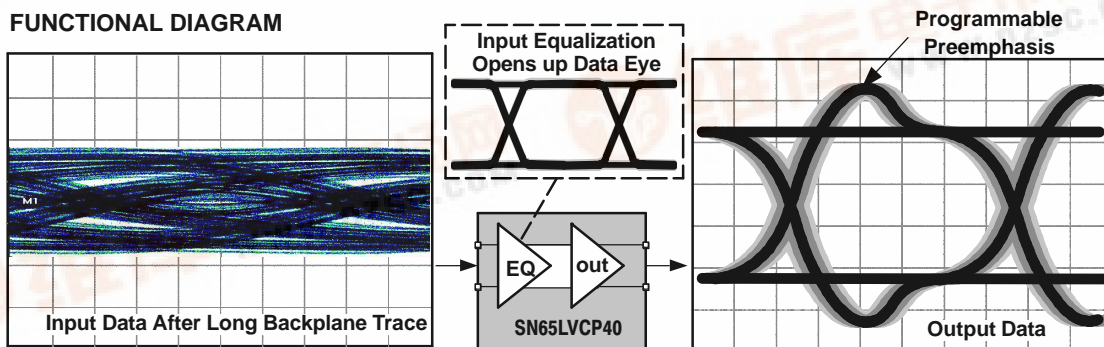 FUNCTIONAL DIAGRAM
Input Equalization
Opens up Data Eye
Programmable
Preemphasis
M1
EQ
out
SN65LVCP40
Input Data After Long Backplane Trace
Output Data